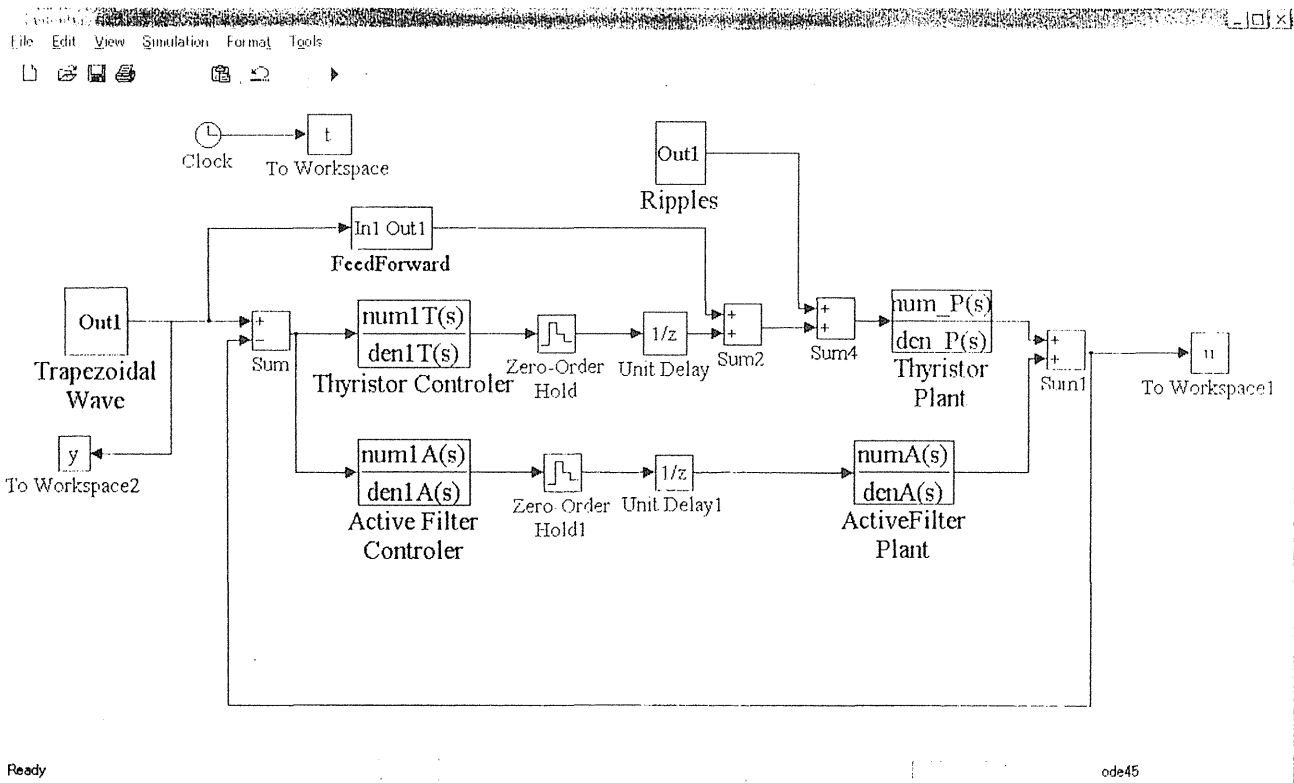 File Edit View Simulation Format Tools
t
Clock
To Workspace
Out1
Ripples
In1 Out1
FeedForward
Out1
Trapezoidal
Wave
+
−
Sum
num1T(s)
den1T(s)
Thyristor Controler
Zero-Order
Hold
1/z
Unit Delay
+
+
Sum2
+
+
Sum4
num_P(s)
den_P(s)
Thyristor
Plant
+
+
Sum1
u
To Workspace1
y
To Workspace2
num1A(s)
den1A(s)
Active Filter
Controler
Zero-Order
Hold1
1/z
Unit Delay1
numA(s)
denA(s)
ActiveFilter
Plant
Ready
ode45